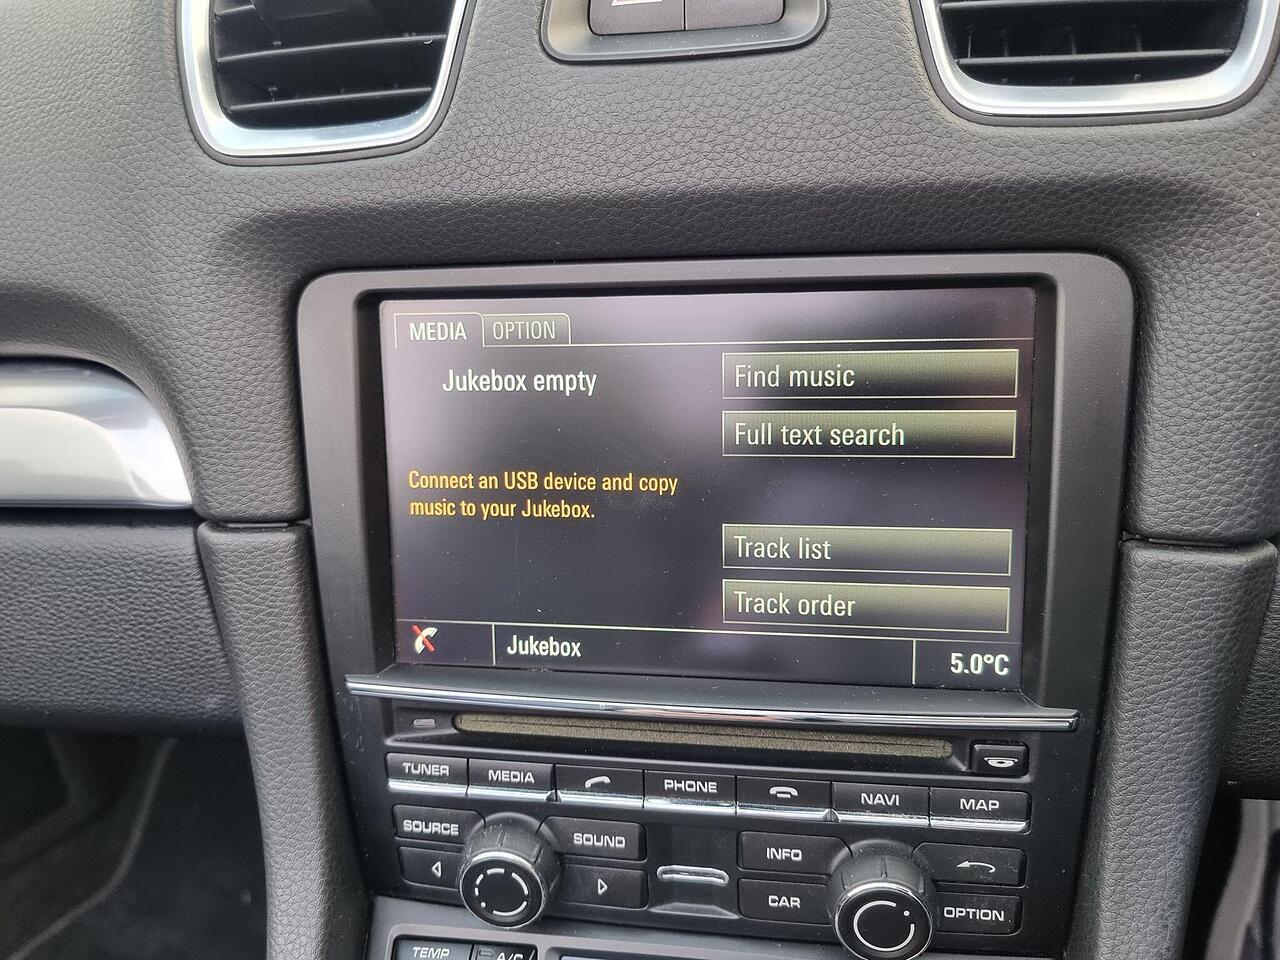 MEDIA OPTION
Jukebox empty
Find music
Full text search
Connect an USB device and copy
music to your Jukebox.
Track list
Track order
Jukebox
5.0°C
TUNER MEDIA PHONE NAVI MAP
SOURCE SOUND INFO
CAR OPTION
TEMP A/C